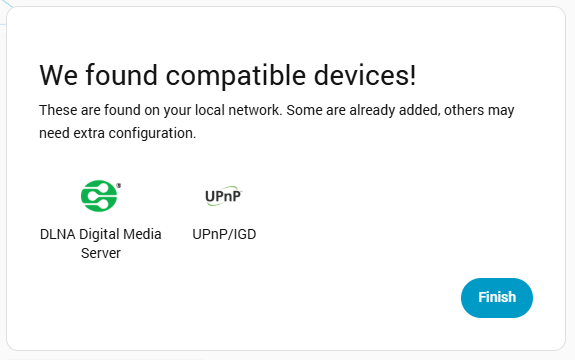 We found compatible devices!
These are found on your local network. Some are already added, others may
need extra configuration.
®
UPnP
DLNA Digital Media
Server
UPnP/IGD
Finish